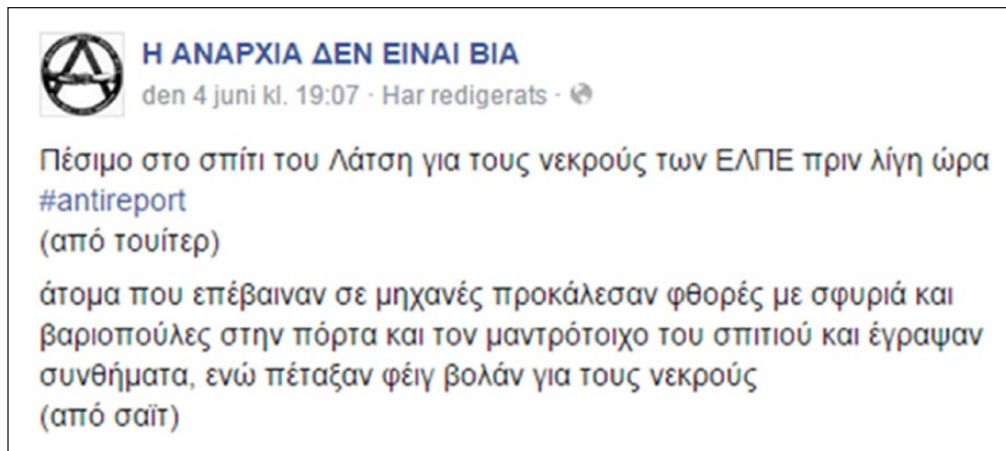 Η ΑΝΑΡΧΙΑ ΔΕΝ ΕΙΝΑΙ ΒΙΑ
den 4 juni kl. 19:07 · Har redigerats ·
Πέσιμο στο σπίτι του Λάτση για τους νεκρούς των ΕΛΠΕ πριν λίγη ώρα
#antireport
(από τουίτερ)
άτομα που επέβαιναν σε μηχανές προκάλεσαν φθορές με σφυριά και
βαριοπούλες στην πόρτα και τον μαντρότοιχο του σπιτιού και έγραψαν
συνθήματα, ενώ πέταξαν φέιγ βολάν για τους νεκρούς
(από σαϊτ)